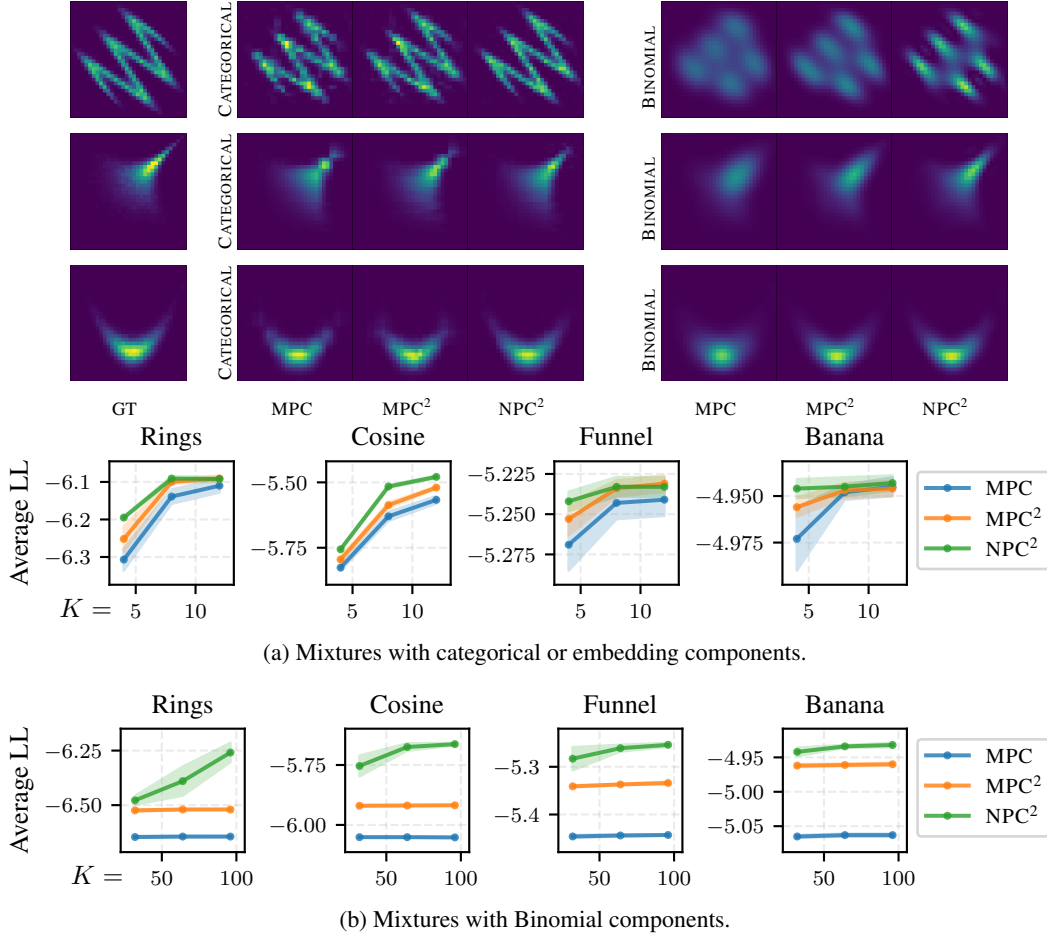 CATEGORICAL
BINOMIAL
CATEGORICAL
BINOMIAL
CATEGORICAL
BINOMIAL
GT MPC MPC² NPC² MPC MPC² NPC²
Rings Cosine Funnel Banana
Average LL
−6.1
−6.2
−6.3
−5.50
−5.75
−5.225
−5.250
−5.275
−4.950
−4.975
MPC
MPC²
NPC²
K = 5 10 5 10 5 10 5 10
(a) Mixtures with categorical or embedding components.
Rings Cosine Funnel Banana
Average LL
−6.25
−6.50
−5.75
−6.00
−5.3
−5.4
−4.95
−5.00
−5.05
MPC
MPC²
NPC²
K = 50 100 50 100 50 100 50 100
(b) Mixtures with Binomial components.